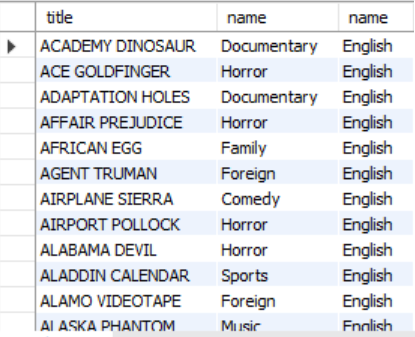 title name name
ACADEMY DINOSAUR Documentary English
ACE GOLDFINGER Horror English
ADAPTATION HOLES Documentary English
AFFAIR PREJUDICE Horror English
AFRICAN EGG Family English
AGENT TRUMAN Foreign English
AIRPLANE SIERRA Comedy English
AIRPORT POLLOCK Horror English
ALABAMA DEVIL Horror English
ALADDIN CALENDAR Sports English
ALAMO VIDEOTAPE Foreign English
ALASKA PHANTOM Music English